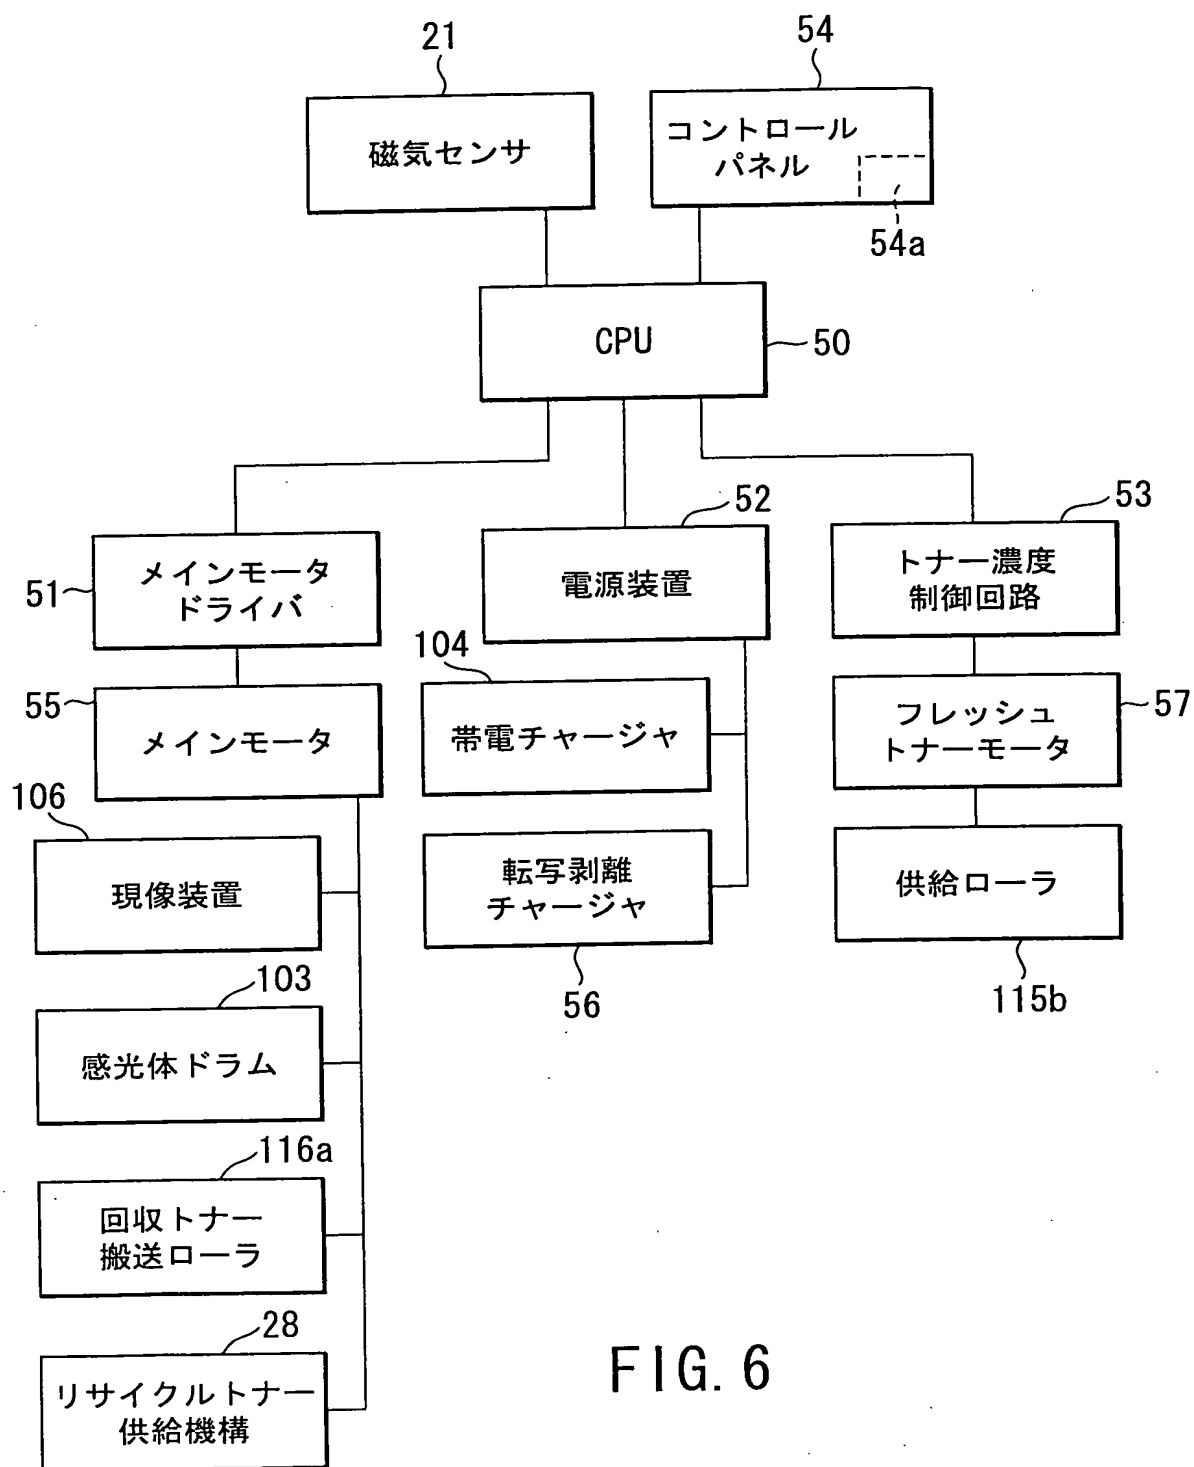 21
54
磁気センサ
コントロール
パネル
54a
CPU
50
52
53
51
メインモータ
ドライバ
電源装置
トナー濃度
制御回路
104
55
メインモータ
帯電チャージャ
フレッシュ
トナーモータ
57
106
現像装置
転写剥離
チャージャ
供給ローラ
56
115b
103
感光体ドラム
116a
回収トナー
搬送ローラ
28
リサイクルトナー
供給機構
FIG. 6